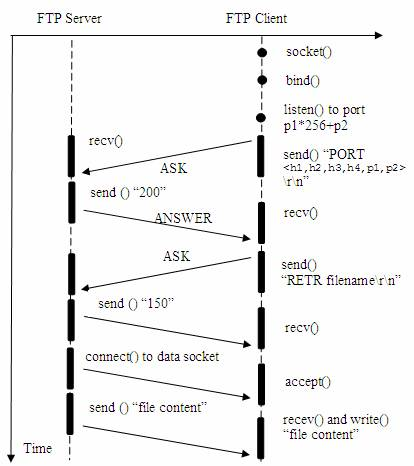 FTP Server
FTP Client
socket()
bind()
listen() to port
p1*256+p2
recv()
send() “PORT
<h1,h2,h3,h4,p1,p2>
\r\n”
ASK
send () “200”
ANSWER
recv()
ASK
send()
“RETR filename\r\n”
send () “150”
recv()
connect() to data socket
accept()
send () “file content”
recev() and write()
“file content”
Time